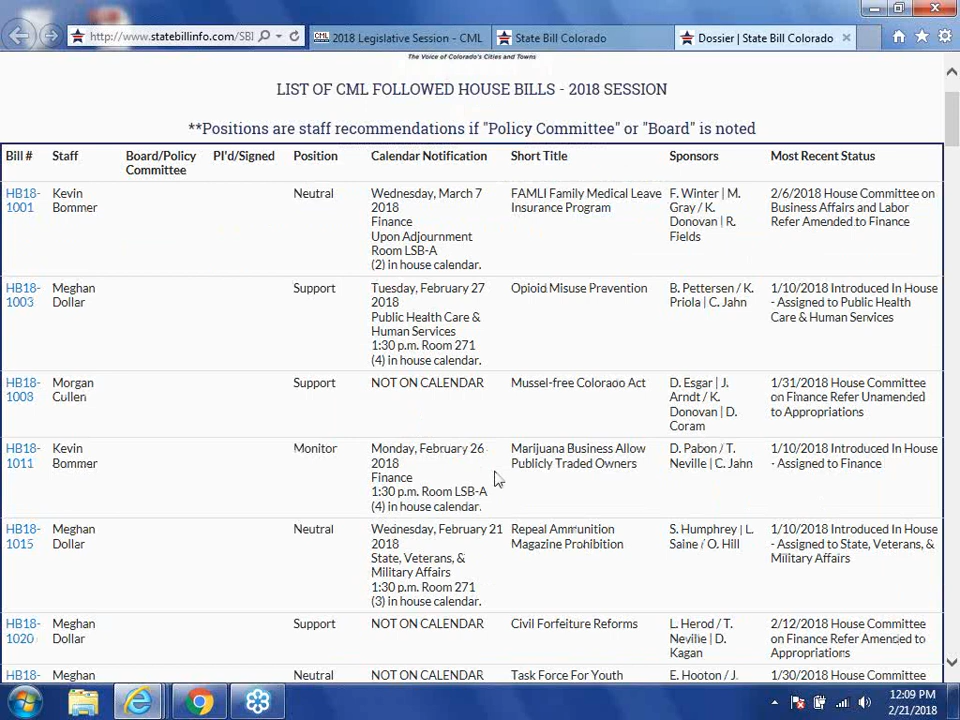 http://www.statebillinfo.com/SBI
2018 Legislative Session - CML
State Bill Colorado
Dossier | State Bill Colorado
The Voice of Colorado's Cities and Towns
LIST OF CML FOLLOWED HOUSE BILLS - 2018 SESSION
**Positions are staff recommendations if "Policy Committee" or "Board" is noted
Bill # Staff Board/Policy Committee PI'd/Signed Position Calendar Notification Short Title Sponsors Most Recent Status
HB18-1001
Kevin Bommer
Neutral
Wednesday, March 7
2018
Finance
Upon Adjournment
Room LSB-A
(2) in house calendar.
FAMLI Family Medical Leave
Insurance Program
F. Winter | M.
Gray / K.
Donovan | R.
Fields
2/6/2018 House Committee on
Business Affairs and Labor
Refer Amended to Finance
HB18-1003
Meghan Dollar
Support
Tuesday, February 27
2018
Public Health Care &
Human Services
1:30 p.m. Room 271
(4) in house calendar.
Opioid Misuse Prevention
B. Pettersen / K.
Priola | C. Jahn
1/10/2018 Introduced In House
- Assigned to Public Health
Care & Human Services
HB18-1008
Morgan Cullen
Support
NOT ON CALENDAR
Mussel-free Colorado Act
D. Esgar | J.
Arndt / K.
Donovan | D.
Coram
1/31/2018 House Committee
on Finance Refer Unamended
to Appropriations
HB18-1011
Kevin Bommer
Monitor
Monday, February 26
2018
Finance
1:30 p.m. Room LSB-A
(4) in house calendar.
Marijuana Business Allow
Publicly Traded Owners
D. Pabon / T.
Neville | C. Jahn
1/10/2018 Introduced In House
- Assigned to Finance
HB18-1015
Meghan Dollar
Neutral
Wednesday, February 21
2018
State, Veterans, &
Military Affairs
1:30 p.m. Room 271
(3) in house calendar.
Repeal Ammunition
Magazine Prohibition
S. Humphrey | L.
Saine / O. Hill
1/10/2018 Introduced In House
- Assigned to State, Veterans, &
Military Affairs
HB18-1020
Meghan Dollar
Support
NOT ON CALENDAR
Civil Forfeiture Reforms
L. Herod / T.
Neville | D.
Kagan
2/12/2018 House Committee
on Finance Refer Amended to
Appropriations
HB18-
Meghan
Neutral
NOT ON CALENDAR
Task Force For Youth
E. Hooton / J.
1/30/2018 House Committee
12:09 PM
2/21/2018